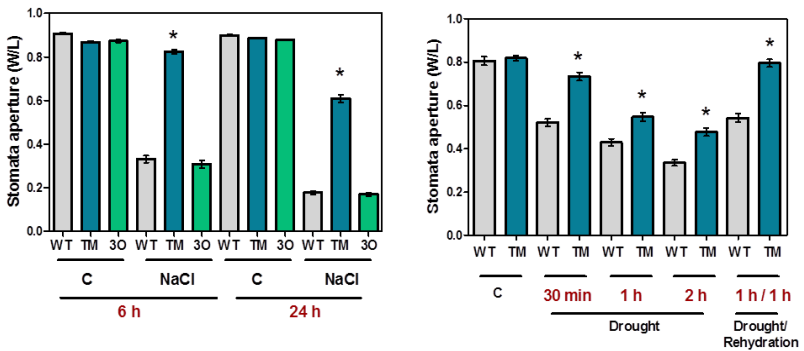 Stomata aperture (W/L)
1.0
0.8
0.6
0.4
0.2
0.0
* *
WT TM 3O WT TM 3O WT TM 3O WT TM 3O
C NaCl C NaCl
6 h 24 h
Stomata aperture (W/L)
1.0
0.8
0.6
0.4
0.2
0.0
* * * *
WT TM WT TM WT TM WT TM WT TM
C 30 min 1 h 2 h 1 h / 1 h
Drought Drought/
Rehydration